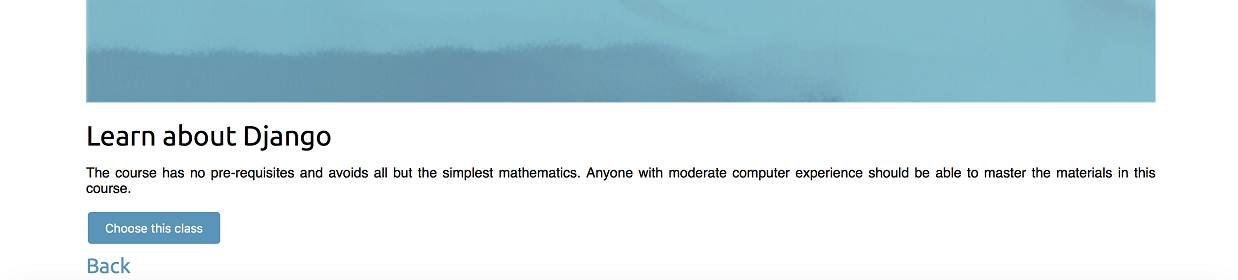 Learn about Django
The course has no pre-requisites and avoids all but the simplest mathematics. Anyone with moderate computer experience should be able to master the materials in this
course.
Choose this class
Back